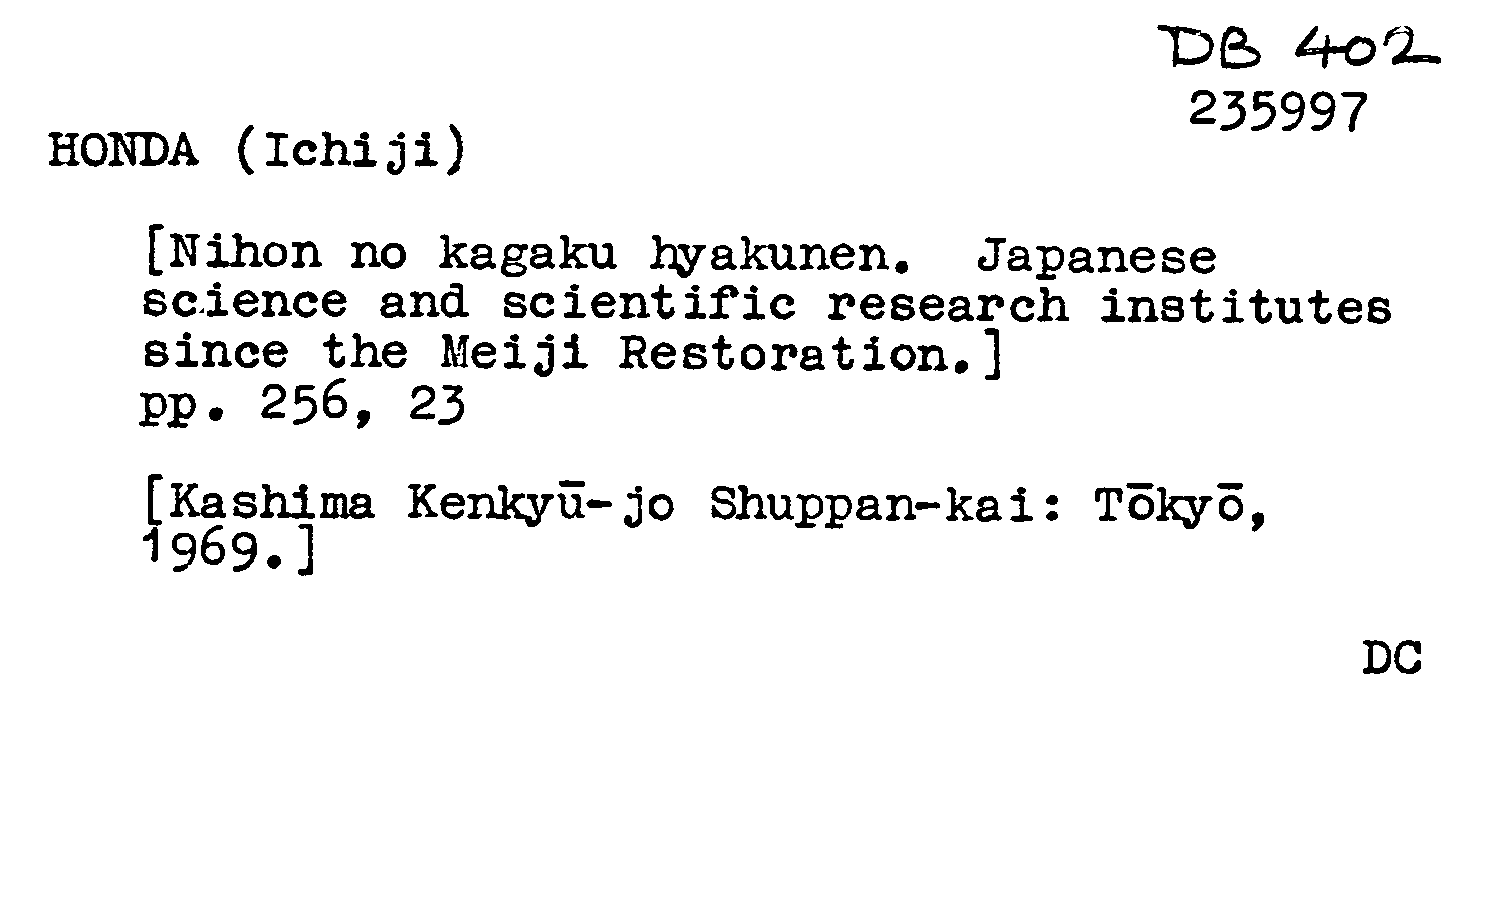 DB 402
235997
HONDA (Ichiji)
[Nihon no kagaku hyakunen. Japanese
science and scientific research institutes
since the Meiji Restoration.]
pp. 256, 23
[Kashima Kenkyū-jo Shuppan-kai: Tōkyō,
1969.]
DC